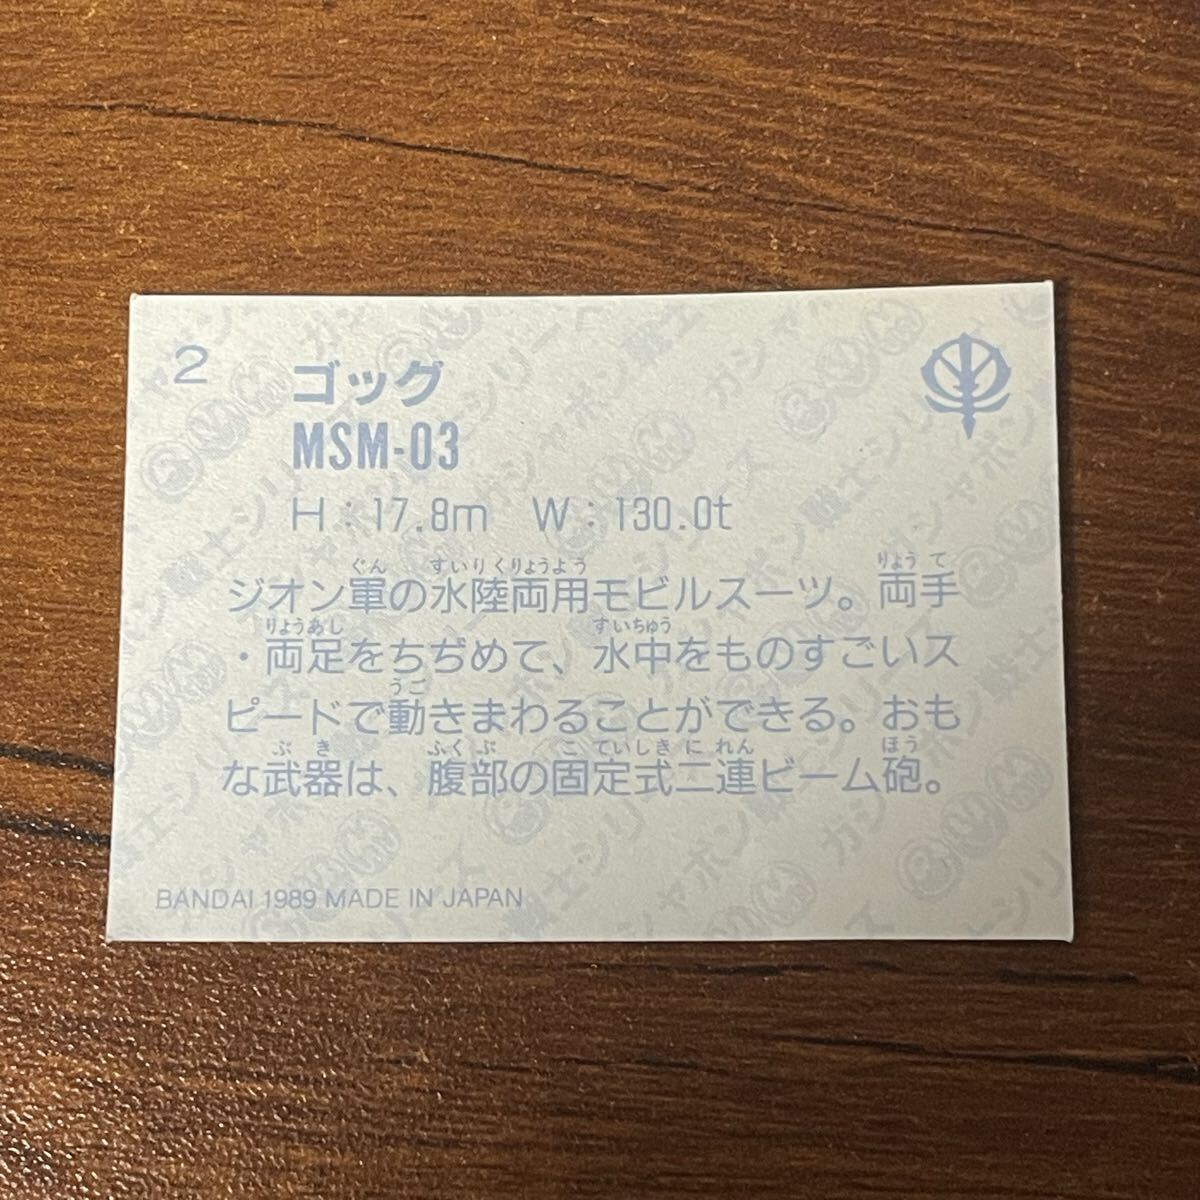 2
ゴッグ
MSM-03
H:17.8m W:130.0t
ジオン軍の水陸両用モビルスーツ。両手
・両足をちぢめて、水中をものすごいス
ピードで動きまわることができる。おも
な武器は、腹部の固定式二連ビーム砲。
BANDAI 1989 MADE IN JAPAN